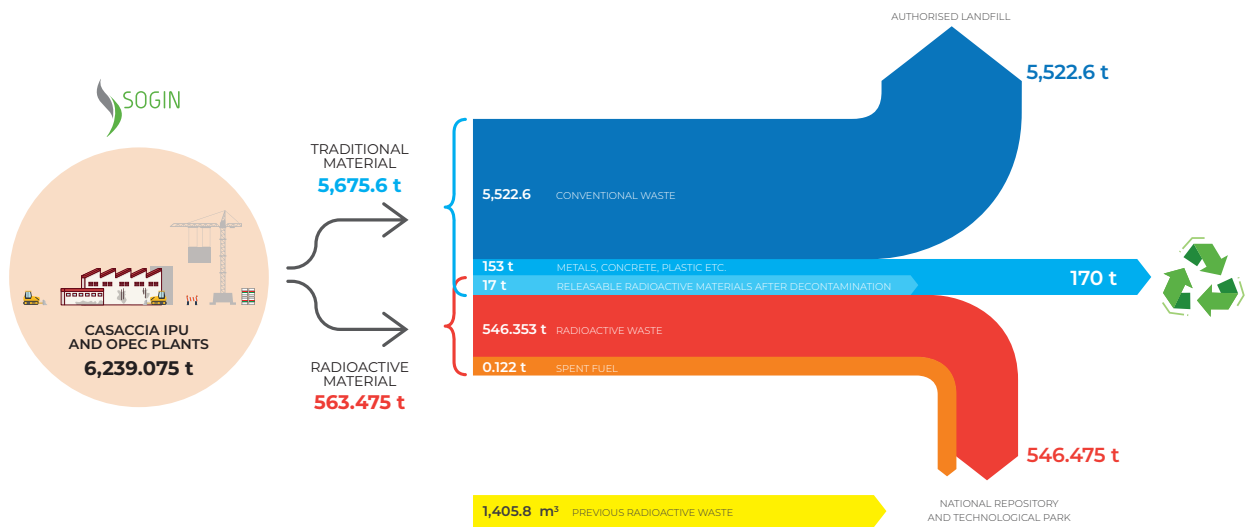 AUTHORISED LANDFILL
5,522.6 t
SOGIN
TRADITIONAL
MATERIAL
5,675.6 t
5,522.6 CONVENTIONAL WASTE
153 t METALS, CONCRETE, PLASTIC ETC.
17 t RELEASABLE RADIOACTIVE MATERIALS AFTER DECONTAMINATION
170 t
CASACCIA IPU
AND OPEC PLANTS
6,239.075 t
546.353 t RADIOACTIVE WASTE
0.122 t SPENT FUEL
RADIOACTIVE
MATERIAL
563.475 t
546.475 t
1,405.8 m³ PREVIOUS RADIOACTIVE WASTE
NATIONAL REPOSITORY
AND TECHNOLOGICAL PARK